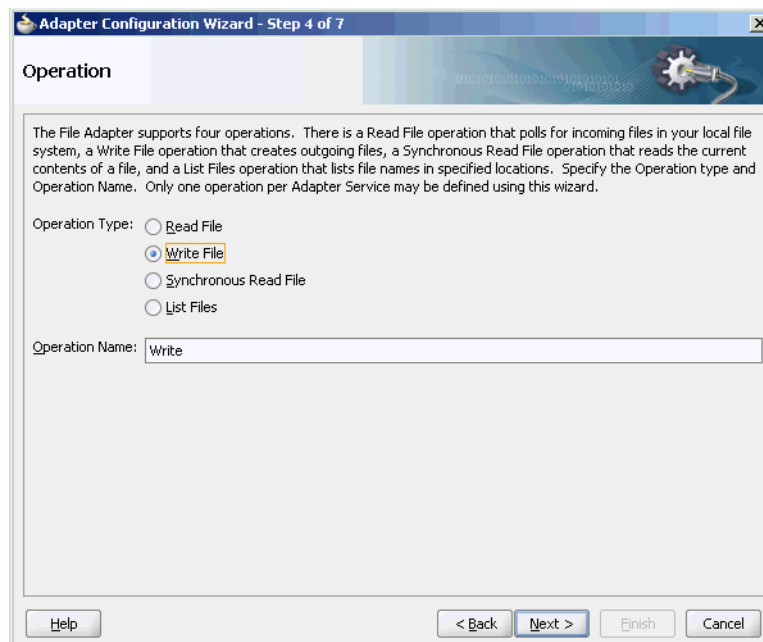 Adapter Configuration Wizard - Step 4 of 7
Operation
The File Adapter supports four operations. There is a Read File operation that polls for incoming files in your local file
system, a Write File operation that creates outgoing files, a Synchronous Read File operation that reads the current
contents of a file, and a List Files operation that lists file names in specified locations. Specify the Operation type and
Operation Name. Only one operation per Adapter Service may be defined using this wizard.
Operation Type: Read File
Write File
Synchronous Read File
List Files
Operation Name: Write
Help < Back Next > Finish Cancel